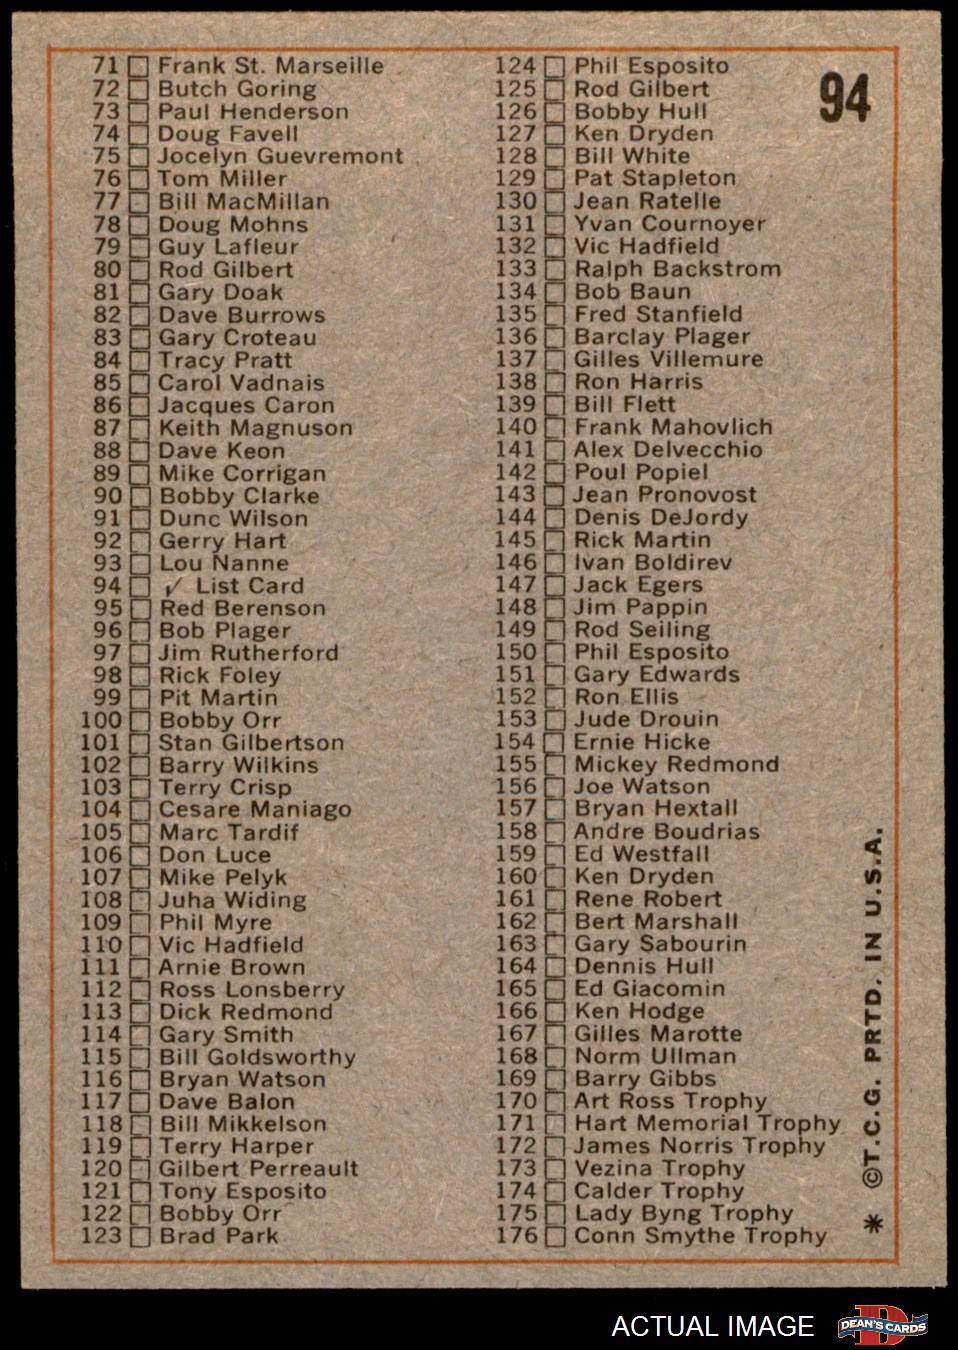 94
71 Frank St. Marseille
72 Butch Goring
73 Paul Henderson
74 Doug Favell
75 Jocelyn Guevremont
76 Tom Miller
77 Bill MacMillan
78 Doug Mohns
79 Guy Lafleur
80 Rod Gilbert
81 Gary Doak
82 Dave Burrows
83 Gary Croteau
84 Tracy Pratt
85 Carol Vadnais
86 Jacques Caron
87 Keith Magnuson
88 Dave Keon
89 Mike Corrigan
90 Bobby Clarke
91 Dunc Wilson
92 Gerry Hart
93 Lou Nanne
94 ✓ List Card
95 Red Berenson
96 Bob Plager
97 Jim Rutherford
98 Rick Foley
99 Pit Martin
100 Bobby Orr
101 Stan Gilbertson
102 Barry Wilkins
103 Terry Crisp
104 Cesare Maniago
105 Marc Tardif
106 Don Luce
107 Mike Pelyk
108 Juha Widing
109 Phil Myre
110 Vic Hadfield
111 Arnie Brown
112 Ross Lonsberry
113 Dick Redmond
114 Gary Smith
115 Bill Goldsworthy
116 Bryan Watson
117 Dave Balon
118 Bill Mikkelson
119 Terry Harper
120 Gilbert Perreault
121 Tony Esposito
122 Bobby Orr
123 Brad Park
124 Phil Esposito
125 Rod Gilbert
126 Bobby Hull
127 Ken Dryden
128 Bill White
129 Pat Stapleton
130 Jean Ratelle
131 Yvan Cournoyer
132 Vic Hadfield
133 Ralph Backstrom
134 Bob Baun
135 Fred Stanfield
136 Barclay Plager
137 Gilles Villemure
138 Ron Harris
139 Bill Flett
140 Frank Mahovlich
141 Alex Delvecchio
142 Poul Popiel
143 Jean Pronovost
144 Denis DeJordy
145 Rick Martin
146 Ivan Boldirev
147 Jack Egers
148 Jim Pappin
149 Rod Seiling
150 Phil Esposito
151 Gary Edwards
152 Ron Ellis
153 Jude Drouin
154 Ernie Hicke
155 Mickey Redmond
156 Joe Watson
157 Bryan Hextall
158 Andre Boudrias
159 Ed Westfall
160 Ken Dryden
161 Rene Robert
162 Bert Marshall
163 Gary Sabourin
164 Dennis Hull
165 Ed Giacomin
166 Ken Hodge
167 Gilles Marotte
168 Norm Ullman
169 Barry Gibbs
170 Art Ross Trophy
171 Hart Memorial Trophy
172 James Norris Trophy
173 Vezina Trophy
174 Calder Trophy
175 Lady Byng Trophy
176 Conn Smythe Trophy
* ©T.C.G. PRTD. IN U.S.A.
ACTUAL IMAGE
D
DEAN'S CARDS